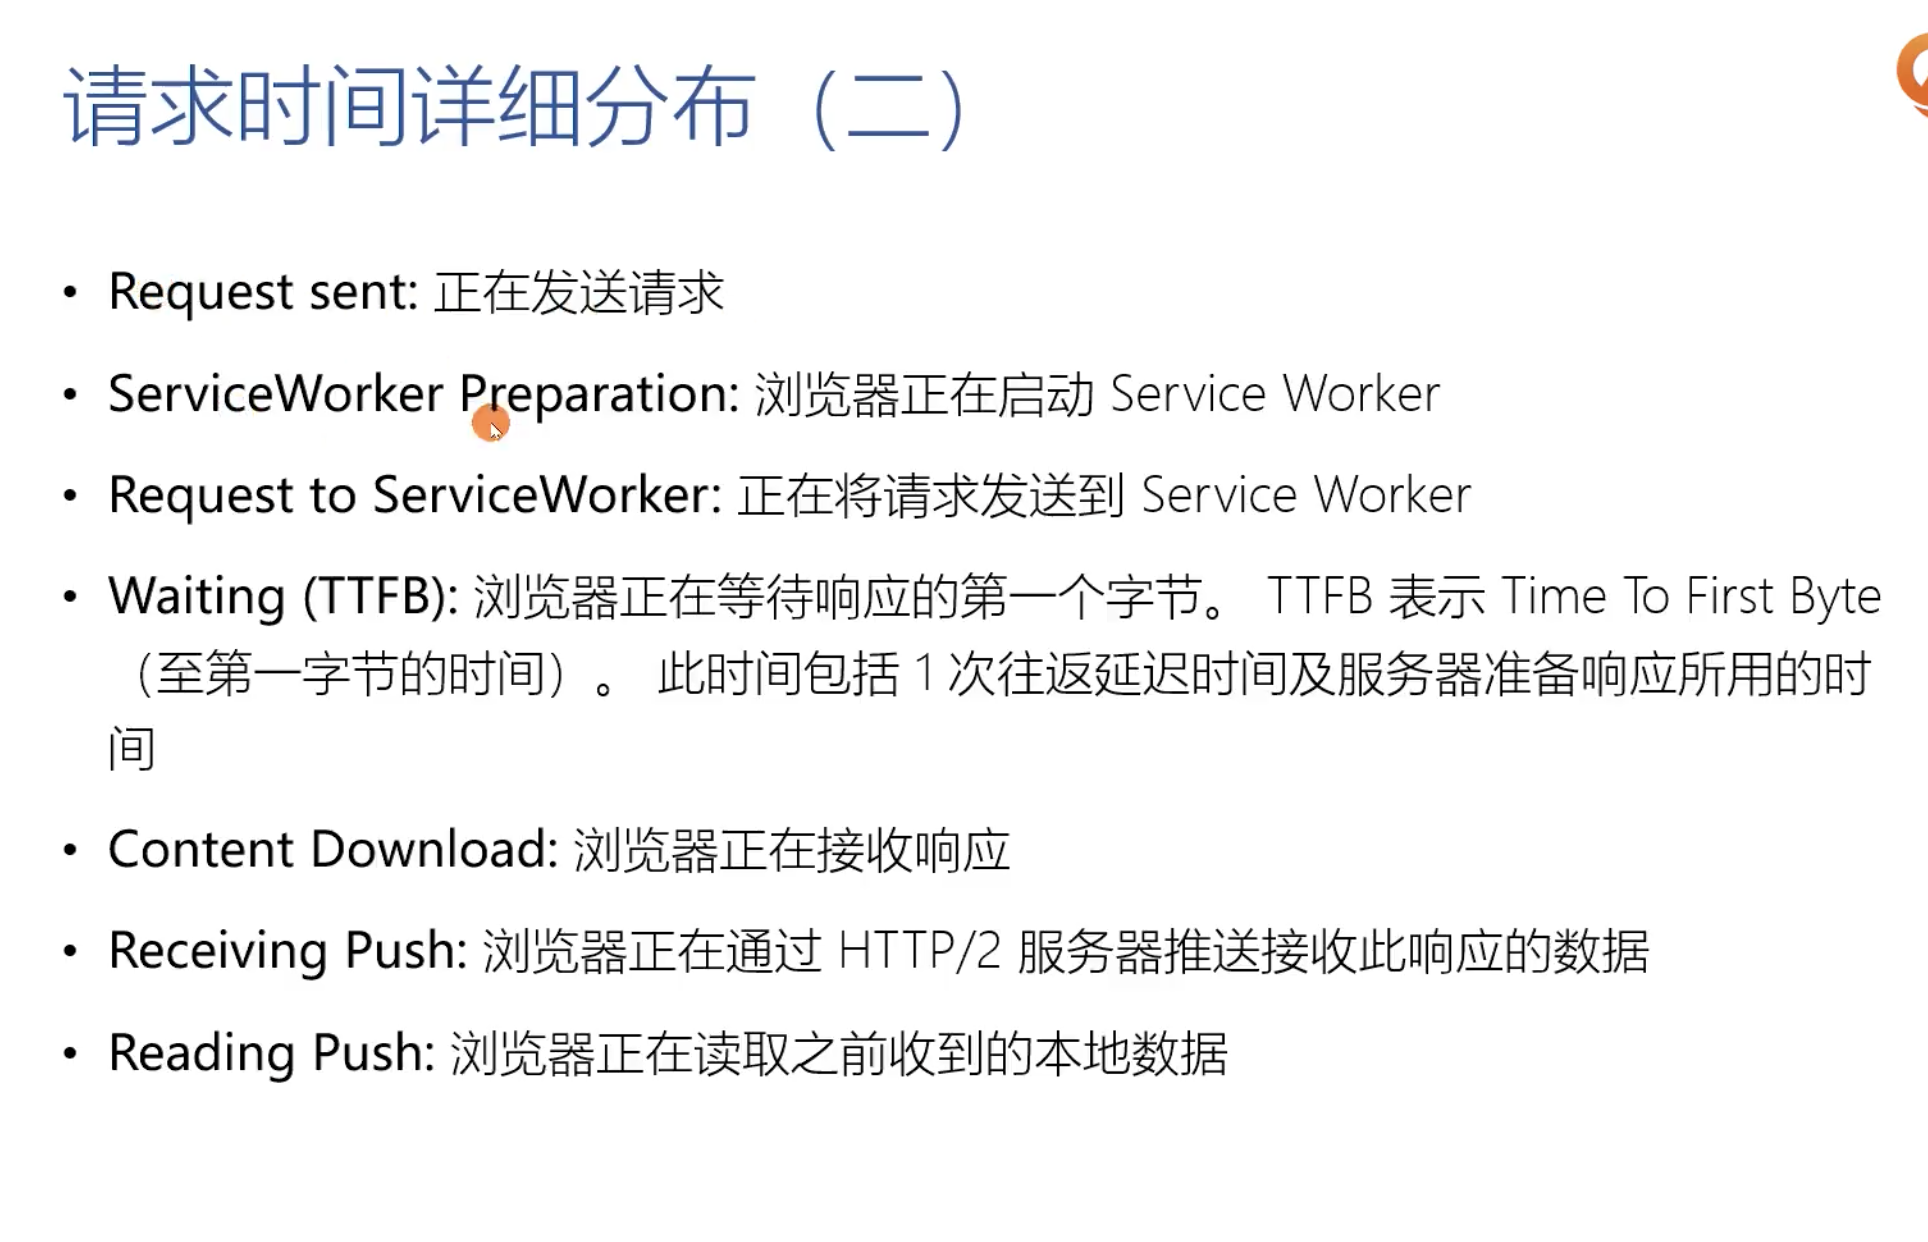 请求时间详细分布（二）
• Request sent: 正在发送请求
• ServiceWorker Preparation: 浏览器正在启动 Service Worker
• Request to ServiceWorker: 正在将请求发送到 Service Worker
• Waiting (TTFB): 浏览器正在等待响应的第一个字节。 TTFB 表示 Time To First Byte
（至第一字节的时间）。 此时间包括 1 次往返延迟时间及服务器准备响应所用的时
间
• Content Download: 浏览器正在接收响应
• Receiving Push: 浏览器正在通过 HTTP/2 服务器推送接收此响应的数据
• Reading Push: 浏览器正在读取之前收到的本地数据